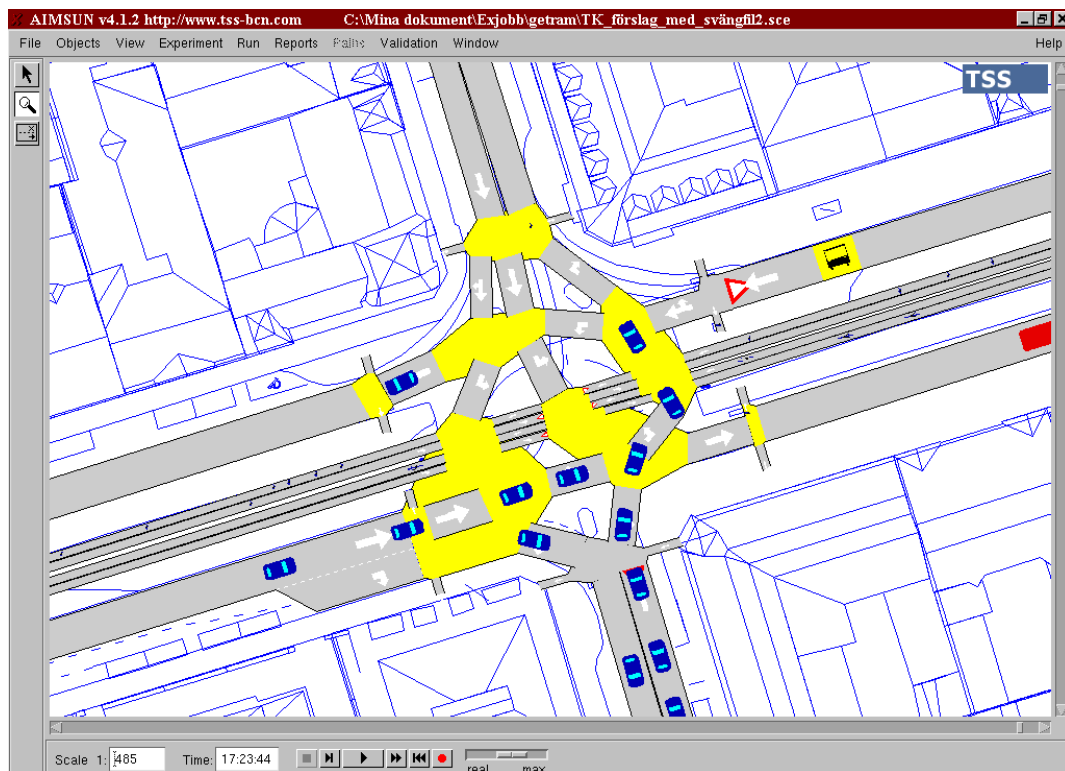 AIMSUN v4.1.2 http://www.tss-bcn.com C:\Mina dokument\Exjobb\getram\TK_förslag_med_svängfil2.sce
File Objects View Experiment Run Reports Paths Validation Window Help
TSS
Scale 1: 485 Time: 17:23:44
real max